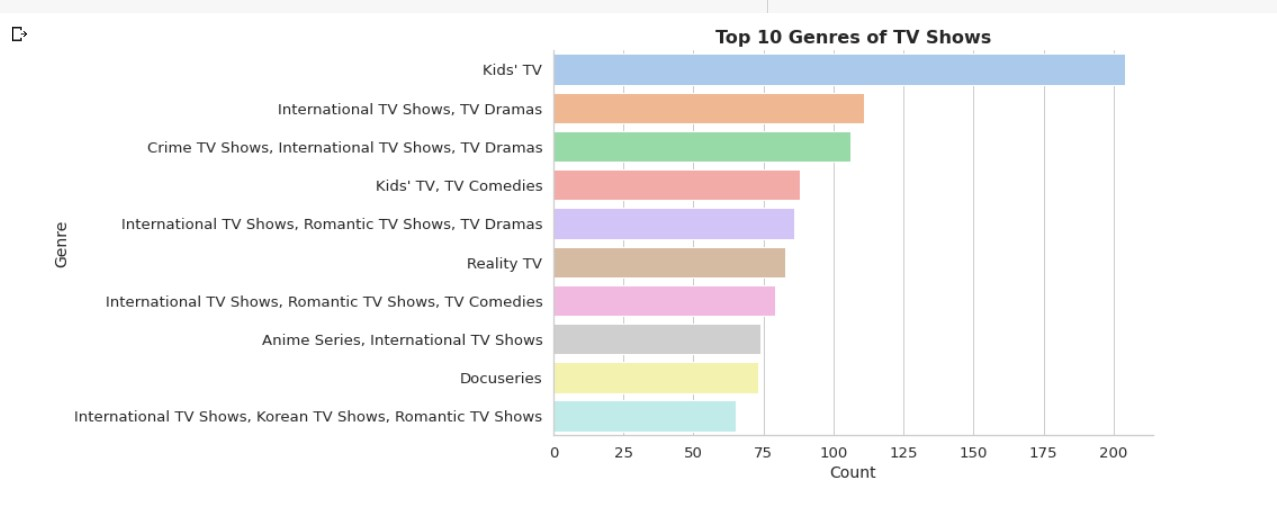 Top 10 Genres of TV Shows
Kids' TV
International TV Shows, TV Dramas
Crime TV Shows, International TV Shows, TV Dramas
Kids' TV, TV Comedies
International TV Shows, Romantic TV Shows, TV Dramas
Genre
Reality TV
International TV Shows, Romantic TV Shows, TV Comedies
Anime Series, International TV Shows
Docuseries
International TV Shows, Korean TV Shows, Romantic TV Shows
0 25 50 75 100 125 150 175 200
Count